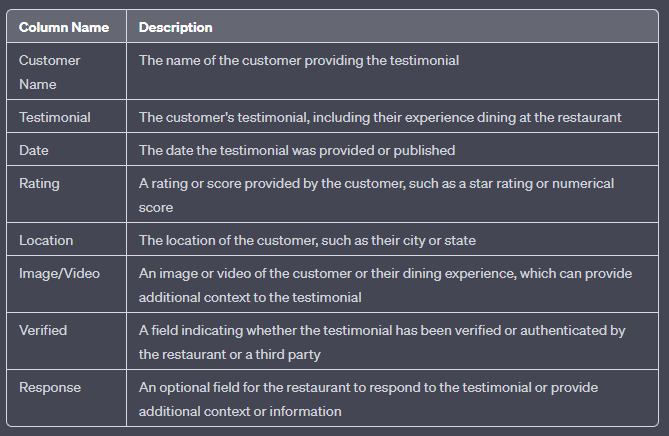 Column Name Description
Customer The name of the customer providing the testimonial
Name
Testimonial The customer's testimonial, including their experience dining at the restaurant
Date The date the testimonial was provided or published
Rating A rating or score provided by the customer, such as a star rating or numerical
score
Location The location of the customer, such as their city or state
Image/Video An image or video of the customer or their dining experience, which can provide
additional context to the testimonial
Verified A field indicating whether the testimonial has been verified or authenticated by
the restaurant or a third party
Response An optional field for the restaurant to respond to the testimonial or provide
additional context or information